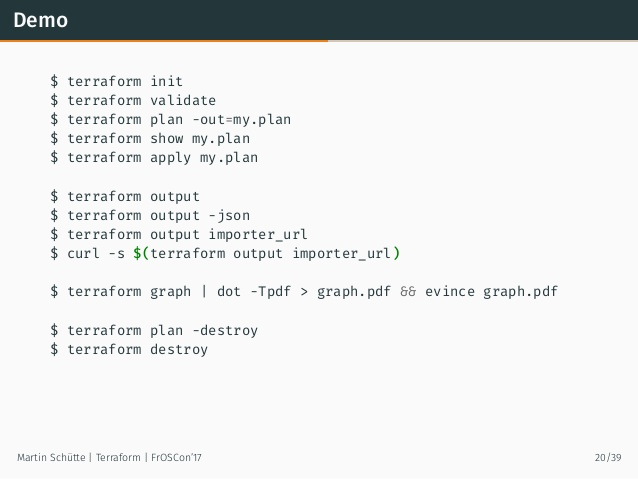 Demo
$ terraform init
$ terraform validate
$ terraform plan -out=my.plan
$ terraform show my.plan
$ terraform apply my.plan
$ terraform output
$ terraform output -json
$ terraform output importer_url
$ curl -s $(terraform output importer_url)
$ terraform graph | dot -Tpdf > graph.pdf && evince graph.pdf
$ terraform plan -destroy
$ terraform destroy
Martin Schütte | Terraform | FrOSCon'17
20/39